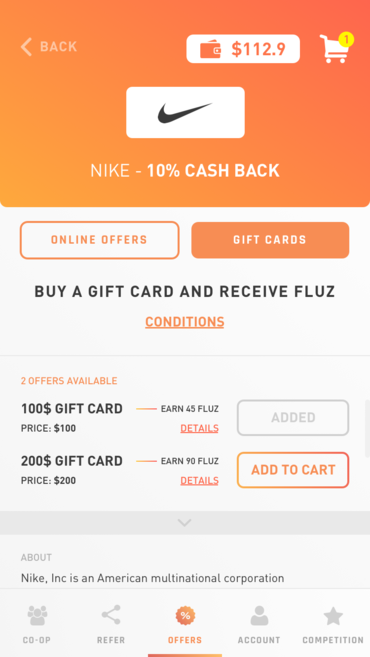 BACK
$112.9
1
NIKE - 10% CASH BACK
ONLINE OFFERS
GIFT CARDS
BUY A GIFT CARD AND RECEIVE FLUZ
CONDITIONS
2 OFFERS AVAILABLE
100$ GIFT CARD
EARN 45 FLUZ
ADDED
PRICE: $100
DETAILS
200$ GIFT CARD
EARN 90 FLUZ
ADD TO CART
PRICE: $200
DETAILS
ABOUT
Nike, Inc is an American multinational corporation
%
CO-OP
REFER
OFFERS
ACCOUNT
COMPETITION